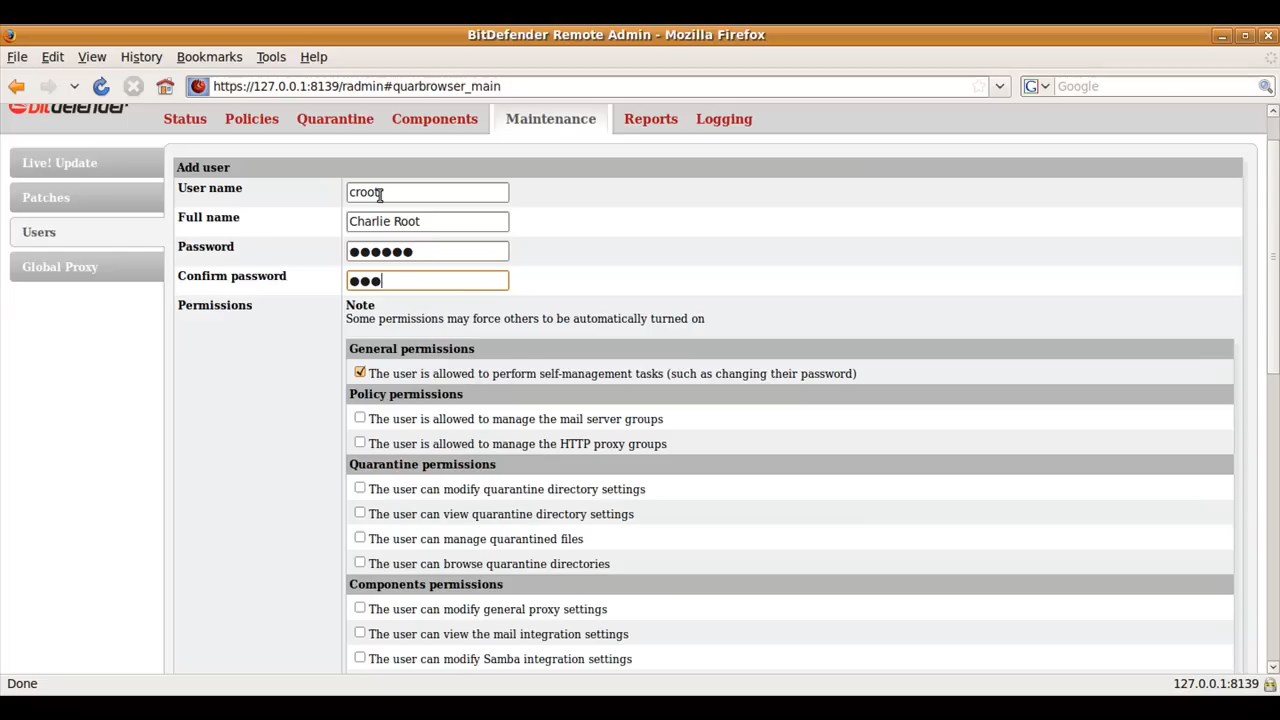 BitDefender Remote Admin - Mozilla Firefox
File Edit View History Bookmarks Tools Help
https://127.0.0.1:8139/radmin#quarbrowser_main
G Google
bitdefender
Status Policies Quarantine Components Maintenance Reports Logging
Live! Update
Patches
Users
Global Proxy
Add user
User name croot
Full name Charlie Root
Password ●●●●●●
Confirm password ●●●
Permissions Note
Some permissions may force others to be automatically turned on
General permissions
The user is allowed to perform self-management tasks (such as changing their password)
Policy permissions
The user is allowed to manage the mail server groups
The user is allowed to manage the HTTP proxy groups
Quarantine permissions
The user can modify quarantine directory settings
The user can view quarantine directory settings
The user can manage quarantined files
The user can browse quarantine directories
Components permissions
The user can modify general proxy settings
The user can view the mail integration settings
The user can modify Samba integration settings
Done 127.0.0.1:8139